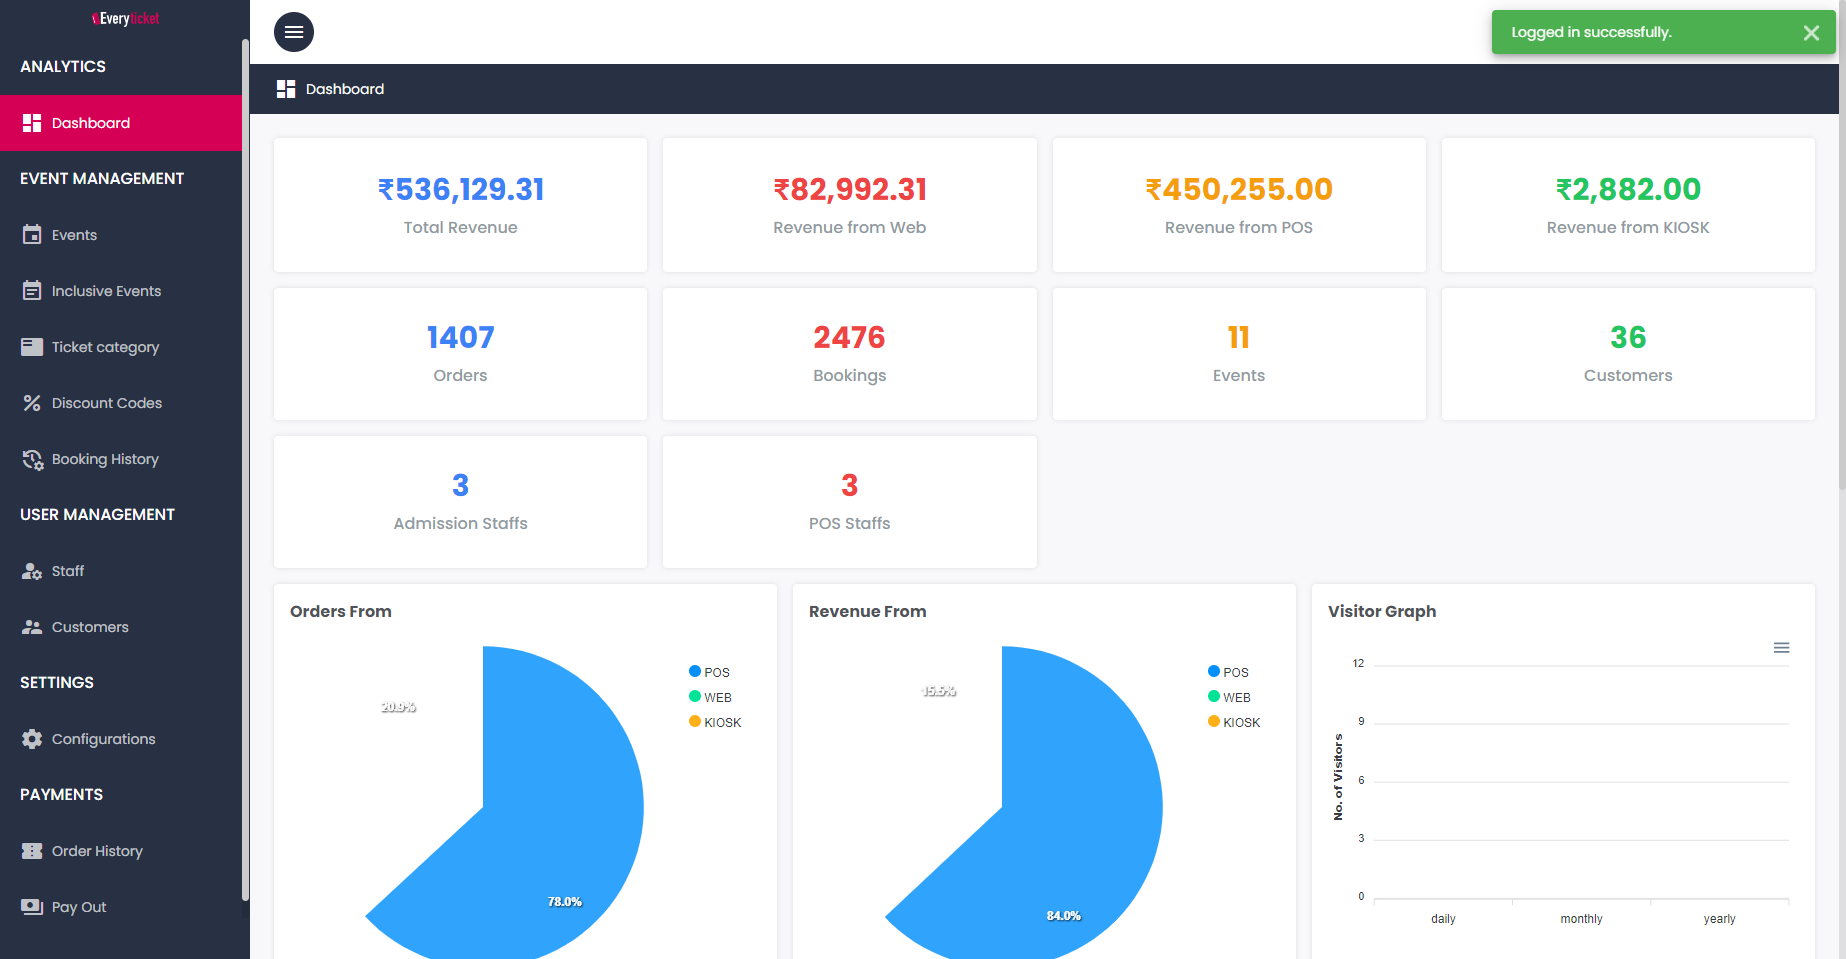 Everyticket
Logged in successfully.
ANALYTICS
Dashboard
Dashboard
EVENT MANAGEMENT
Events
Inclusive Events
Ticket category
Discount Codes
Booking History
USER MANAGEMENT
Staff
Customers
SETTINGS
Configurations
PAYMENTS
Order History
Pay Out
₹536,129.31
Total Revenue
₹82,992.31
Revenue from Web
₹450,255.00
Revenue from POS
₹2,882.00
Revenue from KIOSK
1407
Orders
2476
Bookings
11
Events
36
Customers
3
Admission Staffs
3
POS Staffs
Orders From
20.9%
78.0%
POS
WEB
KIOSK
Revenue From
15.5%
84.0%
POS
WEB
KIOSK
Visitor Graph
No. of Visitors
12
9
6
3
0
daily
monthly
yearly